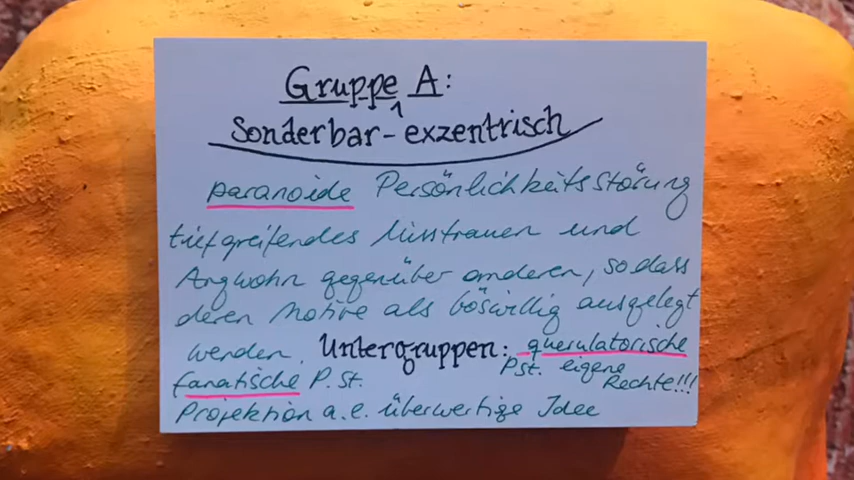 Gruppe A:
Sonderbar-exzentrisch
paranoide Persönlichkeitsstörung
tiefgreifendes Misstrauen und
Argwohn gegenüber anderen, sodass
deren Motive als böswillig ausgelegt
werden. Untergruppen: querulatorische
Pst. eigene
Rechte!!!
fanatische P.St.
Projektion a.e. überwertige Idee